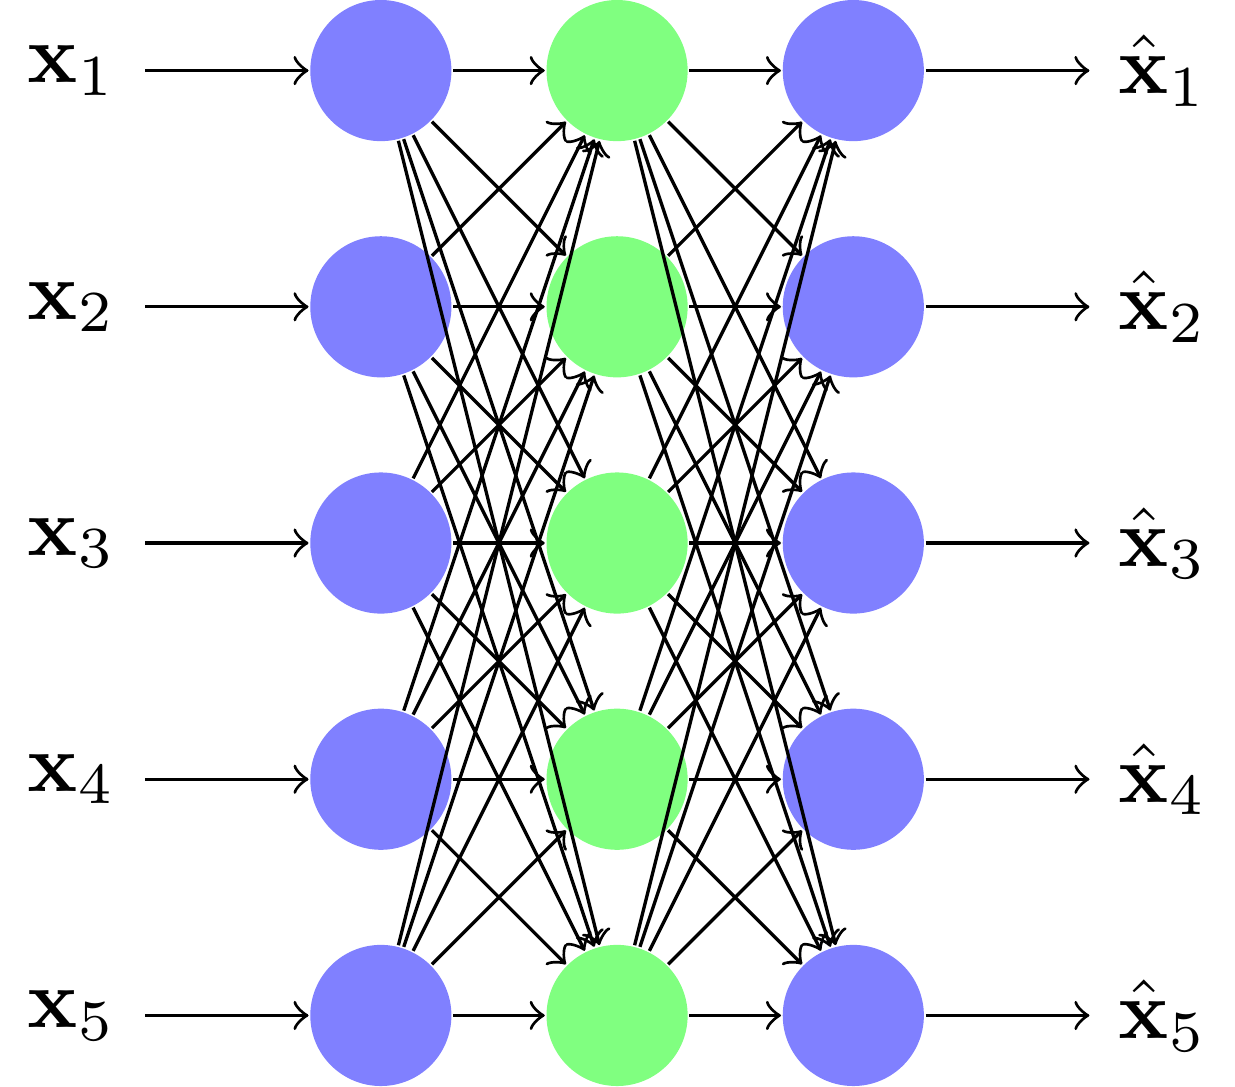 x₁ x̂₁
x₂ x̂₂
x₃ x̂₃
x₄ x̂₄
x₅ x̂₅